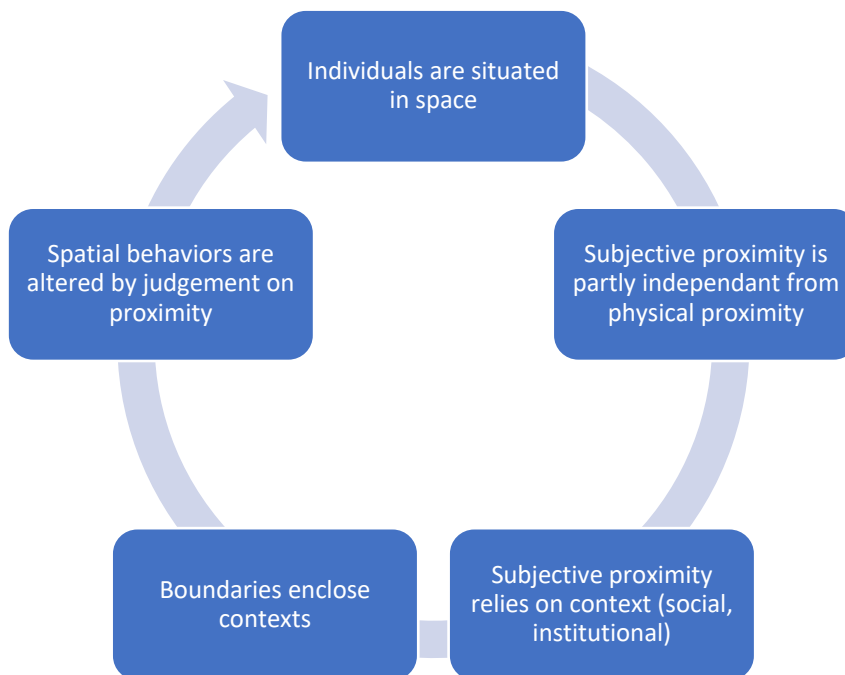 Individuals are situated
in space
Subjective proximity is
partly independant from
physical proximity
Subjective proximity
relies on context (social,
institutional)
Boundaries enclose
contexts
Spatial behaviors are
altered by judgement on
proximity